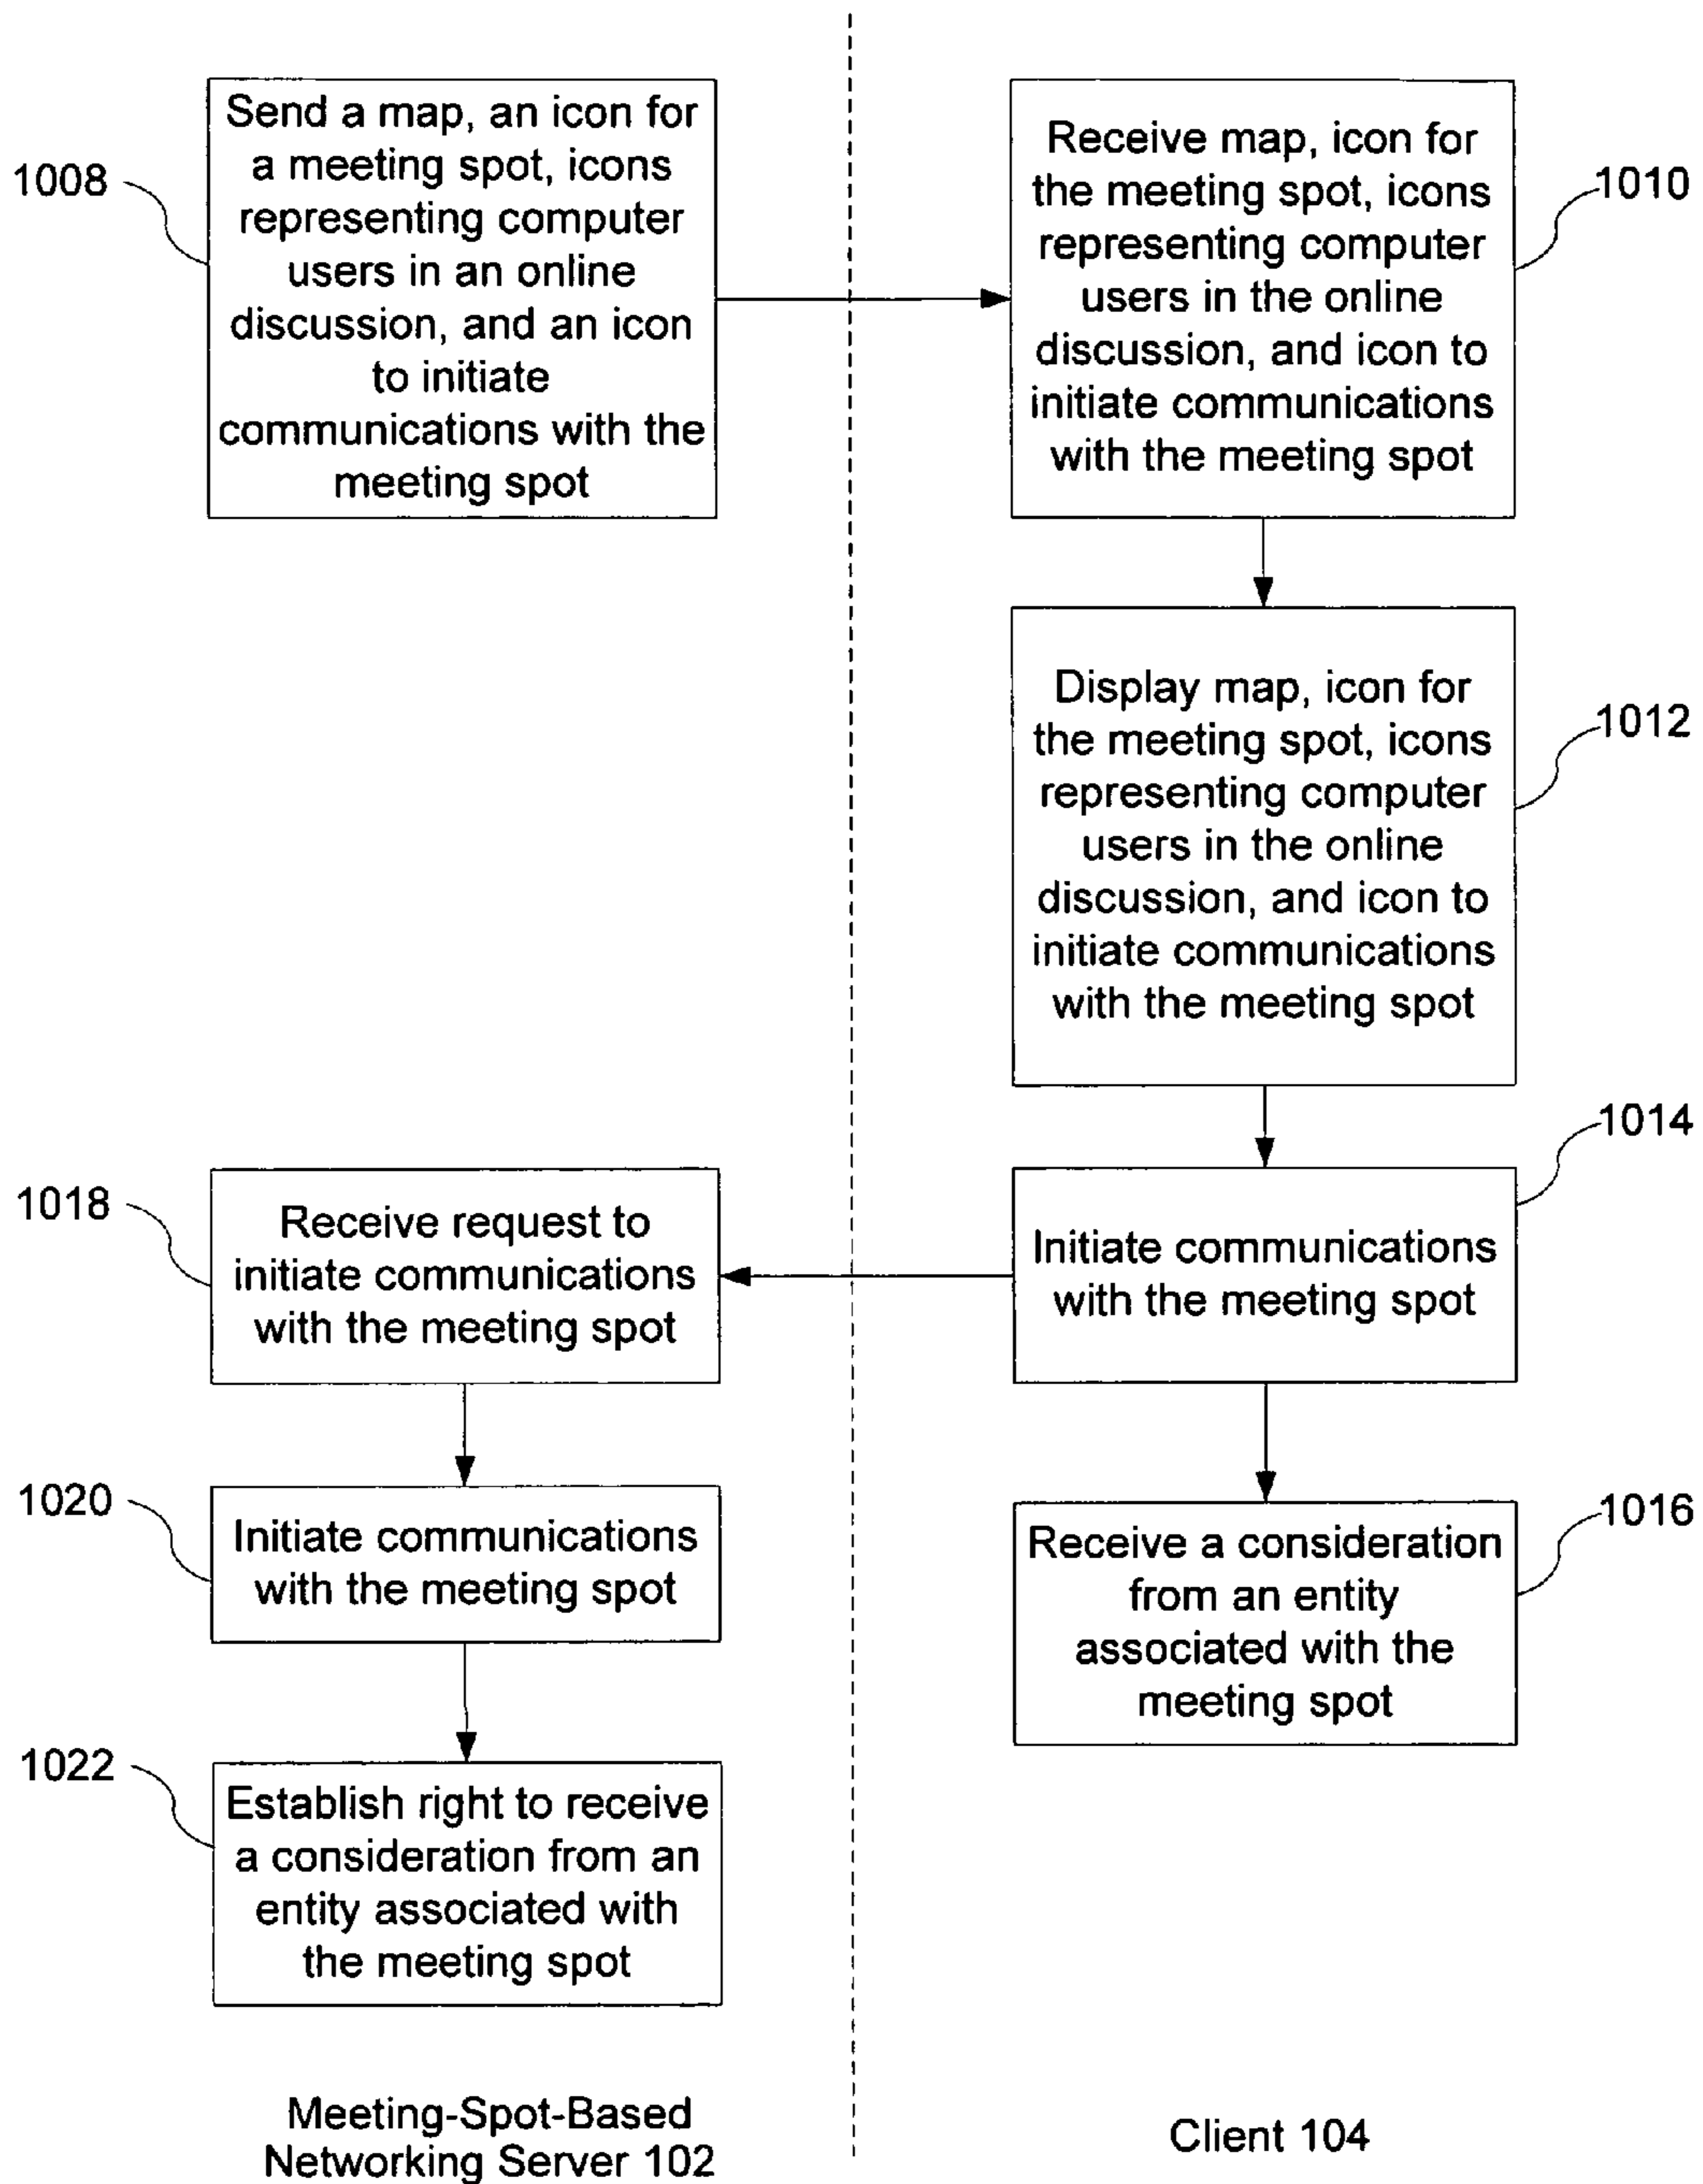 1008
Send a map, an icon for
a meeting spot, icons
representing computer
users in an online
discussion, and an icon
to initiate
communications with the
meeting spot
1010
Receive map, icon for
the meeting spot, icons
representing computer
users in the online
discussion, and icon to
initiate communications
with the meeting spot
1012
Display map, icon for
the meeting spot, icons
representing computer
users in the online
discussion, and icon to
initiate communications
with the meeting spot
1014
Initiate communications
with the meeting spot
1018
Receive request to
initiate communications
with the meeting spot
1020
Initiate communications
with the meeting spot
1016
Receive a consideration
from an entity
associated with the
meeting spot
1022
Establish right to receive
a consideration from an
entity associated with
the meeting spot
Meeting-Spot-Based
Networking Server 102
Client 104